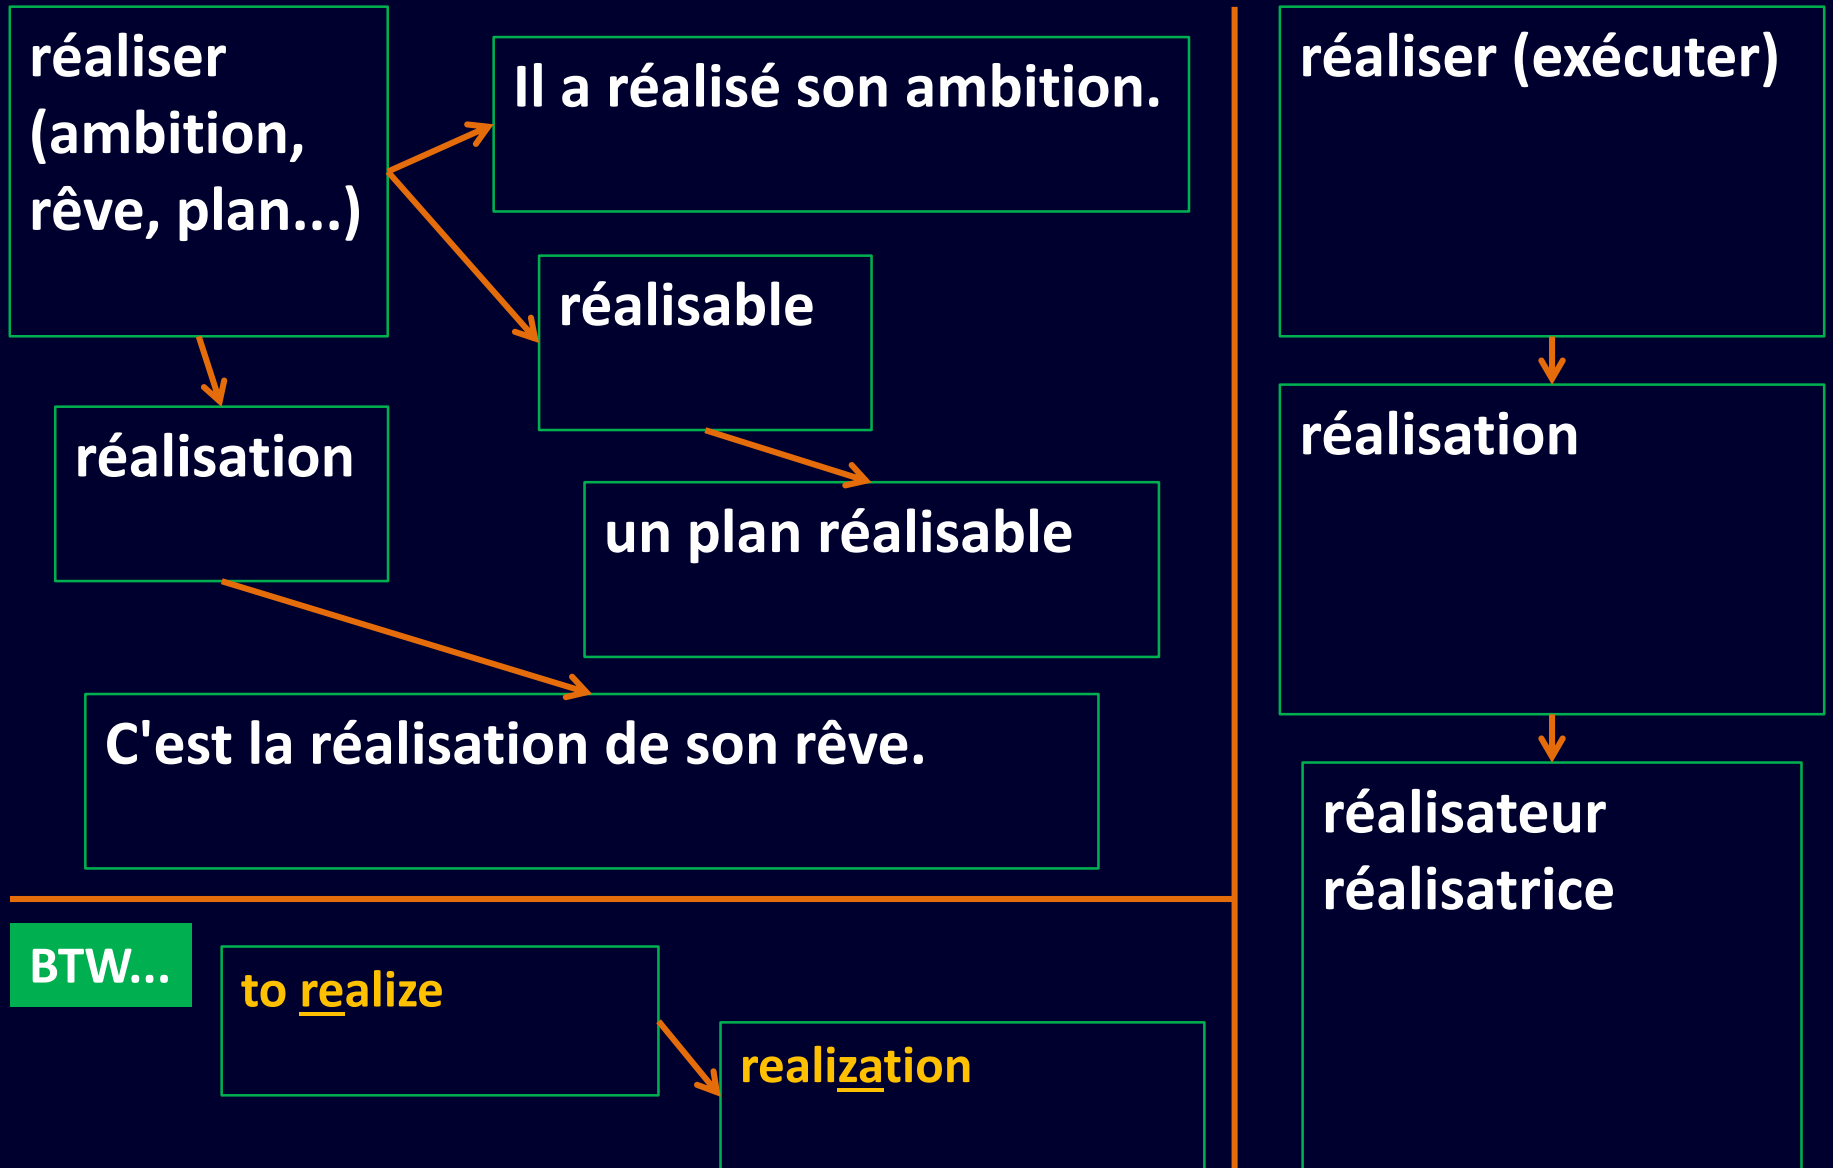 réaliser
(ambition,
rêve, plan...)
Il a réalisé son ambition.
réalisable
réalisation
un plan réalisable
C'est la réalisation de son rêve.
réaliser (exécuter)
réalisation
réalisateur
réalisatrice
BTW...
to realize
realization